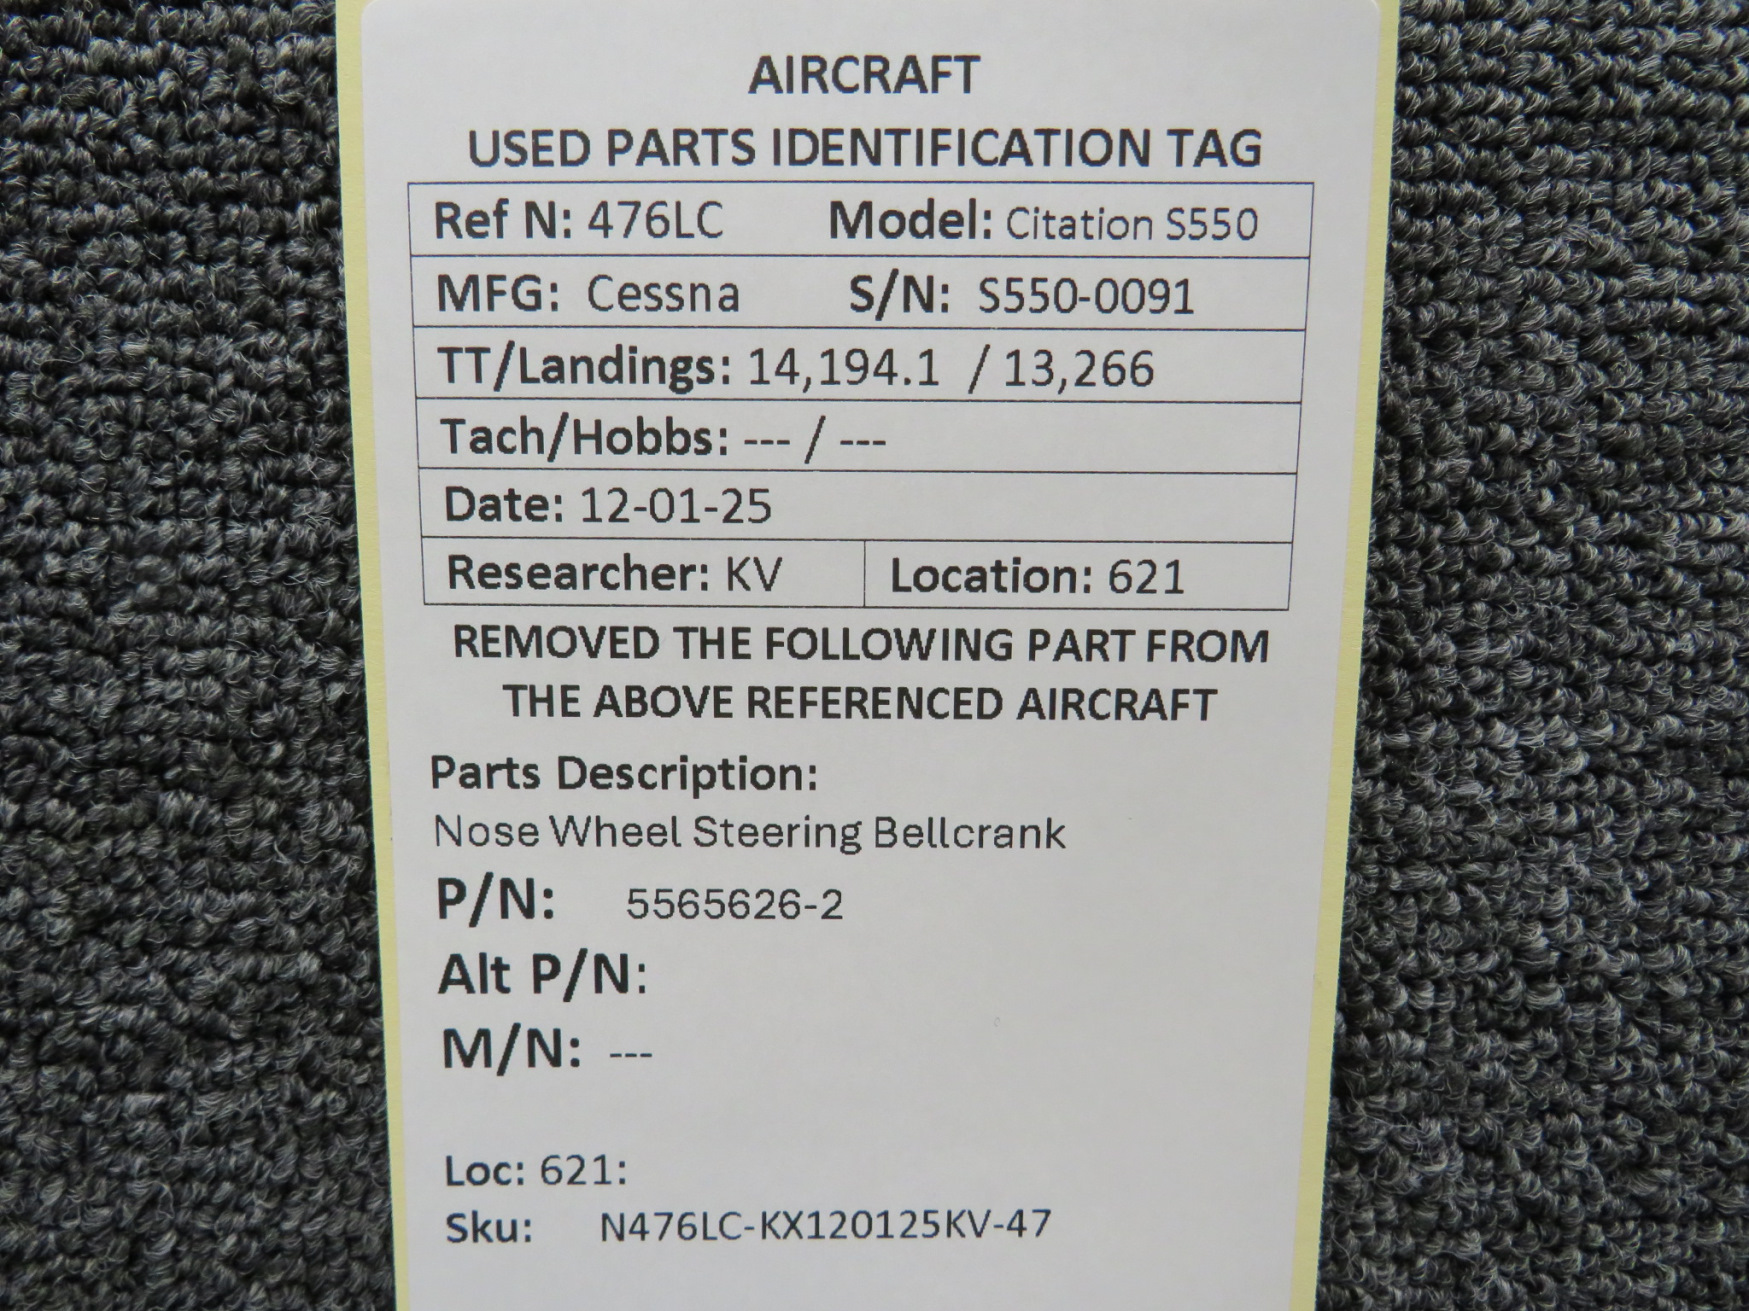 AIRCRAFT
USED PARTS IDENTIFICATION TAG
Ref N: 476LC Model: Citation S550
MFG: Cessna S/N: S550-0091
TT/Landings: 14,194.1 / 13,266
Tach/Hobbs: --- / ---
Date: 12-01-25
Researcher: KV Location: 621
REMOVED THE FOLLOWING PART FROM
THE ABOVE REFERENCED AIRCRAFT
Parts Description:
Nose Wheel Steering Bellcrank
P/N: 5565626-2
Alt P/N:
M/N: ---
Loc: 621:
Sku: N476LC-KX120125KV-47